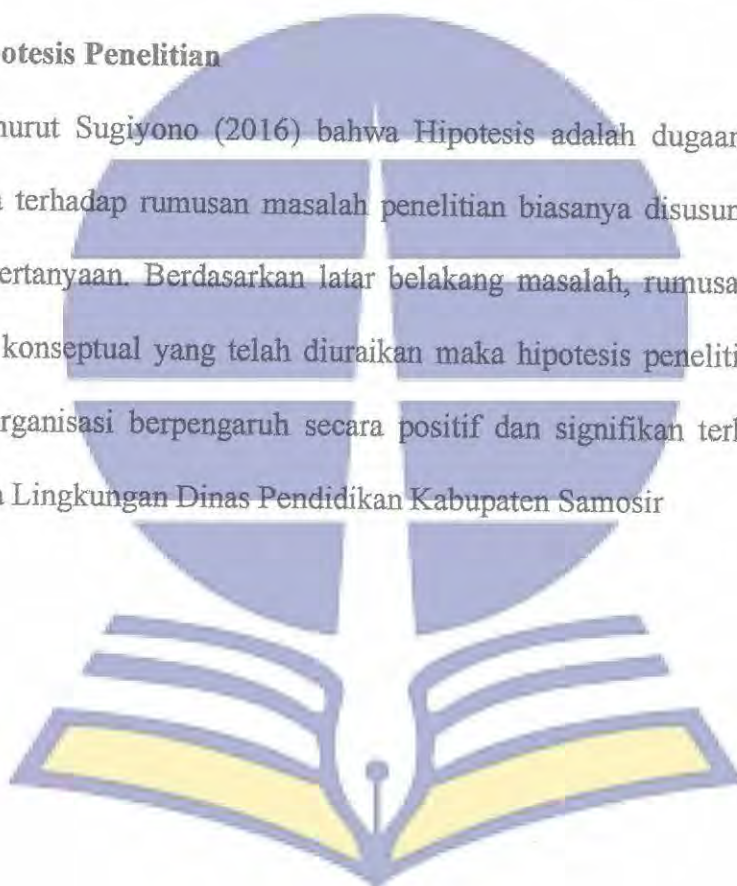 potesis Penelitian
nurut Sugiyono (2016) bahwa Hipotesis adalah dugaan
terhadap rumusan masalah penelitian biasanya disusun
ertanyaan. Berdasarkan latar belakang masalah, rumusa
konseptual yang telah diuraikan maka hipotesis peneliti
rganisasi berpengaruh secara positif dan signifikan terl
Lingkungan Dinas Pendidikan Kabupaten Samosir